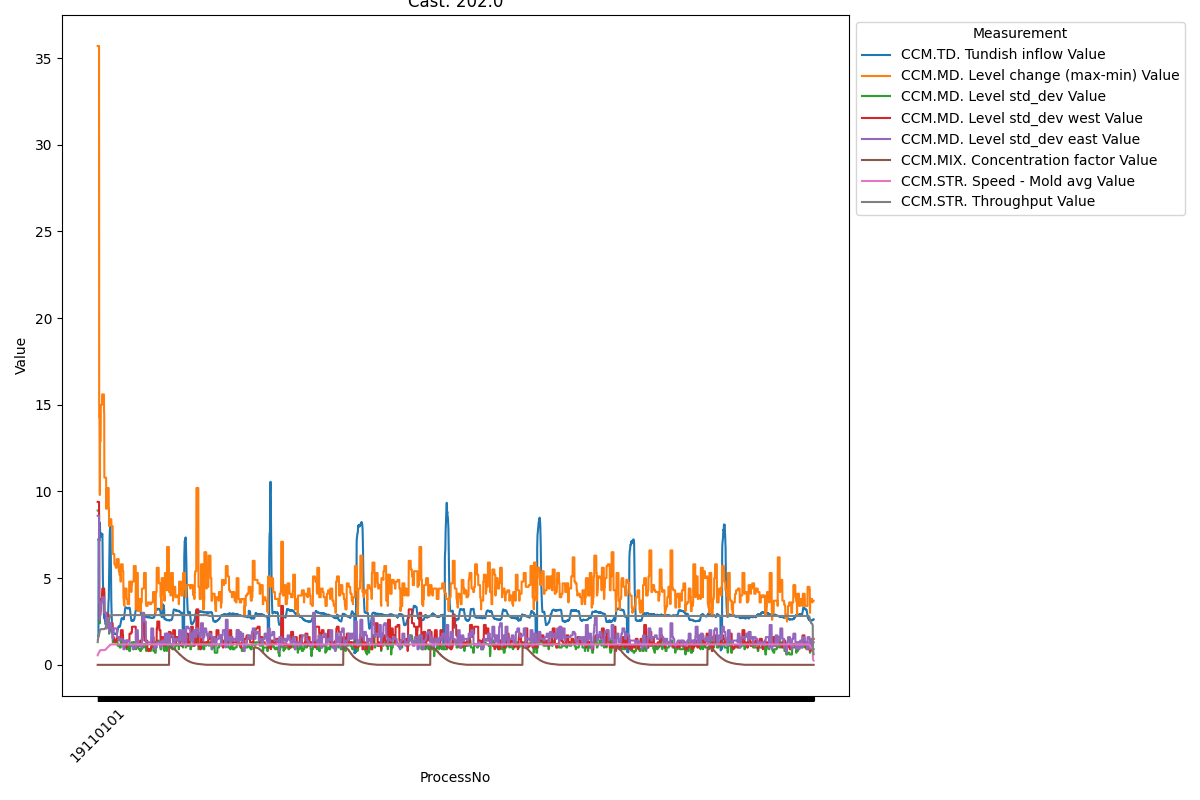 Cast: 202.0
Measurement
CCM.TD. Tundish inflow Value
CCM.MD. Level change (max-min) Value
CCM.MD. Level std_dev Value
CCM.MD. Level std_dev west Value
CCM.MD. Level std_dev east Value
CCM.MIX. Concentration factor Value
CCM.STR. Speed - Mold avg Value
CCM.STR. Throughput Value
35
30
25
20
15
10
5
0
Value
19110101
ProcessNo